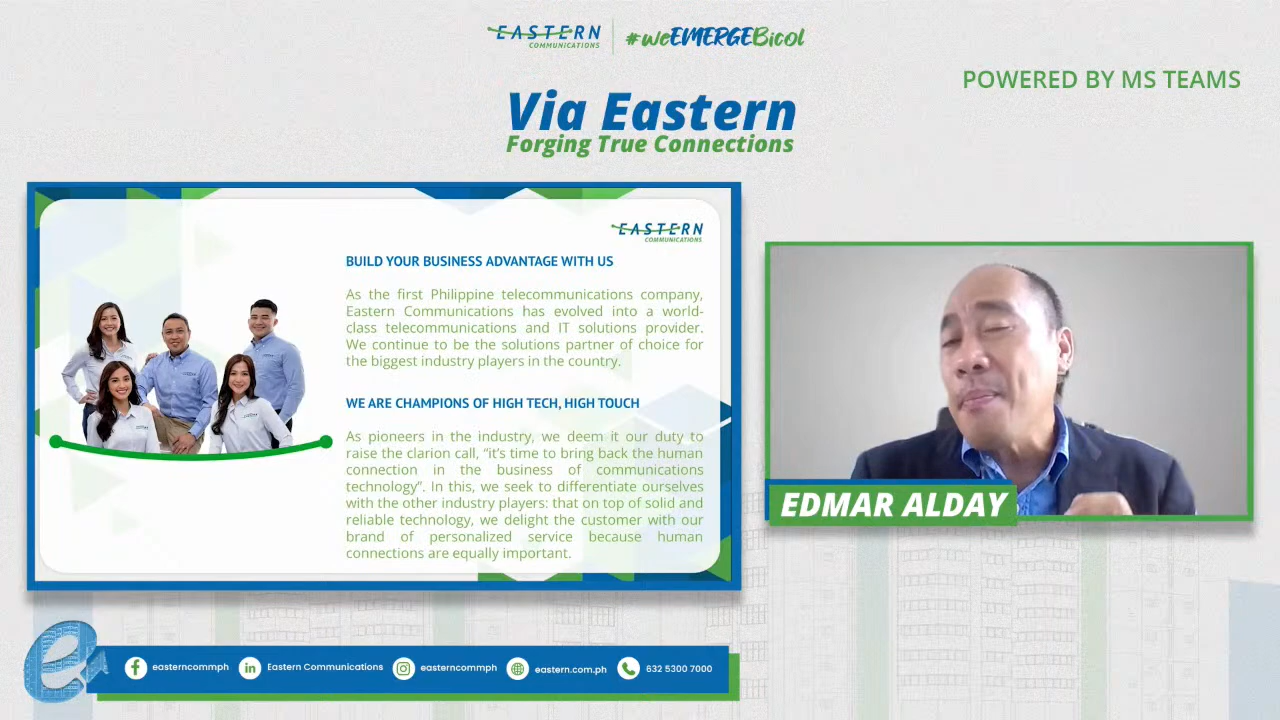 EASTERN
COMMUNICATIONS
#weEMERGEBicol
POWERED BY MS TEAMS
Via Eastern
Forging True Connections
EASTERN
COMMUNICATIONS
BUILD YOUR BUSINESS ADVANTAGE WITH US
As the first Philippine telecommunications company,
Eastern Communications has evolved into a world-
class telecommunications and IT solutions provider.
We continue to be the solutions partner of choice for
the biggest industry players in the country.
WE ARE CHAMPIONS OF HIGH TECH, HIGH TOUCH
As pioneers in the industry, we deem it our duty to
raise the clarion call, “it’s time to bring back the human
connection in the business of communications
technology”. In this, we seek to differentiate ourselves
with the other industry players: that on top of solid and
reliable technology, we delight the customer with our
brand of personalized service because human
connections are equally important.
EDMAR ALDAY
easterncommph
Eastern Communications
easterncommph
eastern.com.ph
632 5300 7000